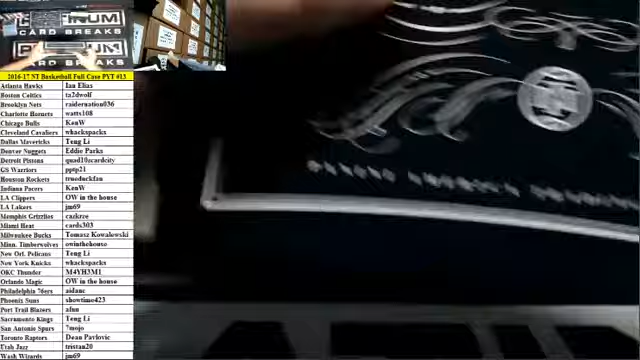 CARD BREAKS
CARD BREAKS
2016-17 NT Basketball Full Case PYT #13
Atlanta Hawks Ian Elias
Boston Celtics ta2dwolf
Brooklyn Nets raidernation036
Charlotte Hornets watts108
Chicago Bulls KenW
Cleveland Cavaliers whackspacks
Dallas Mavericks Teng Li
Denver Nuggets Eddie Parks
Detroit Pistons quad10zcardcity
GS Warriors pptp21
Houston Rockets trueduckfan
Indiana Pacers KenW
LA Clippers OW in the house
LA Lakers jm69
Memphis Grizzlies cazkrze
Miami Heat cards303
Milwaukee Bucks Tomasz Kowalewski
Minn. Timberwolves owinthehouse
New Orl. Pelicans Teng Li
New York Knicks whackspacks
OKC Thunder M4YH3M1
Orlando Magic OW in the house
Philadelphia 76ers aidanc
Phoenix Suns showtime423
Port Trail Blazers afnu
Sacramento Kings Teng Li
San Antonio Spurs 7mojo
Toronto Raptors Dean Pavlovic
Utah Jazz tristan20
Wash Wizards jm69